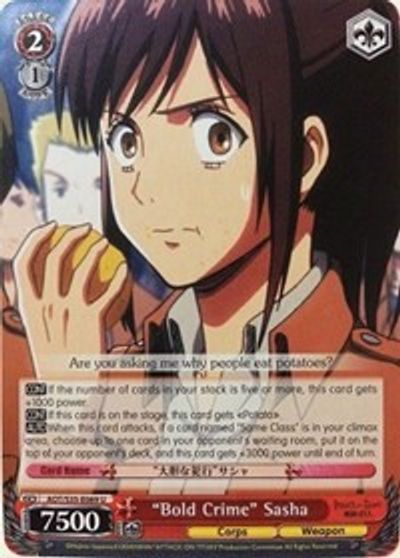 2
1
Are you asking me why people eat potatoes?
CONT If the number of cards in your stock is five or more, this card gets
+1000 power.
CONT If this card is on the stage, this card gets «Potato».
AUTO When this card attacks, if a card named "Same Class" is in your climax
area, choose up to one card in your opponent's waiting room, put it on the
bottom of your opponent's deck, and this card gets +3000 power until end of turn.
Card Name "大胆な犯行"サシャ
7500
"Bold Crime" Sasha
Corps Weapon